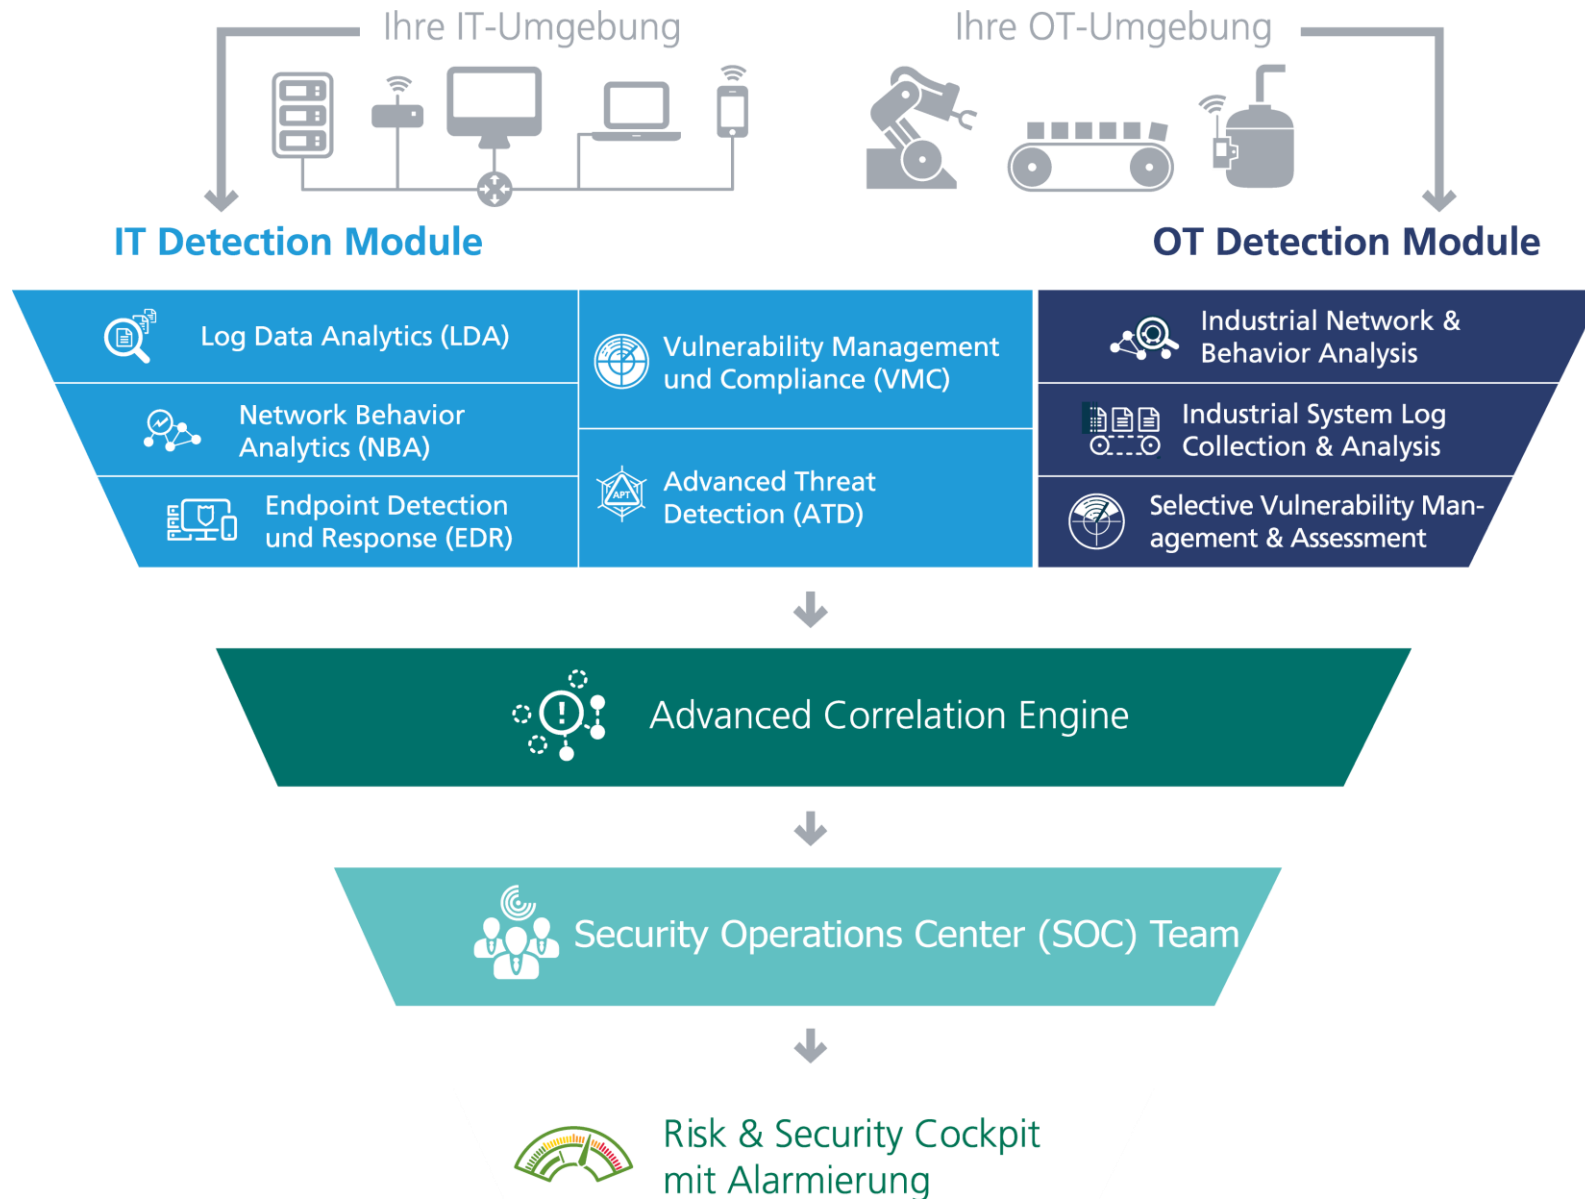 Ihre IT-Umgebung
Ihre OT-Umgebung
IT Detection Module
OT Detection Module
Log Data Analytics (LDA)
Network Behavior
Analytics (NBA)
Endpoint Detection
und Response (EDR)
Vulnerability Management
und Compliance (VMC)
APT
Advanced Threat
Detection (ATD)
Industrial Network &
Behavior Analysis
Industrial System Log
Collection & Analysis
Selective Vulnerability Man-
agement & Assessment
!
Advanced Correlation Engine
Security Operations Center (SOC) Team
Risk & Security Cockpit
mit Alarmierung